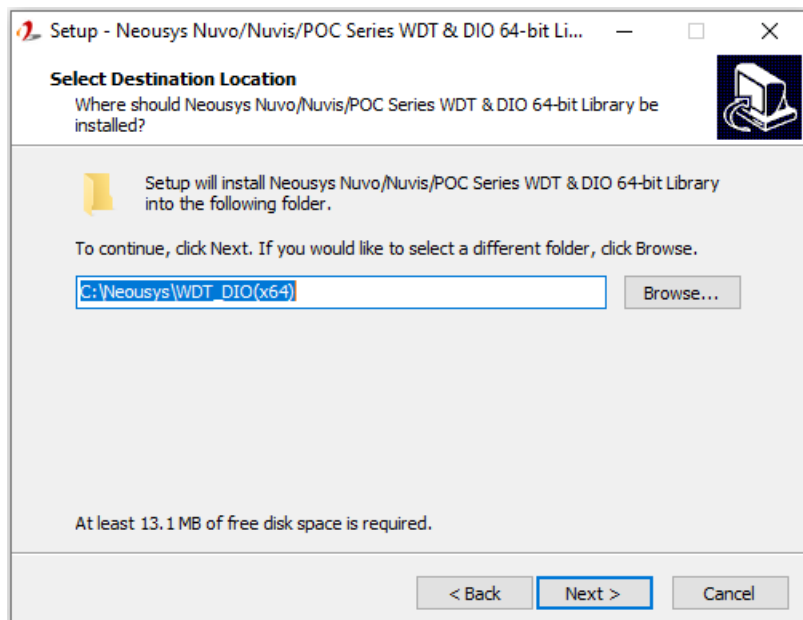 Setup - Neousys Nuvo/Nuvis/POC Series WDT & DIO 64-bit Li...
Select Destination Location
Where should Neousys Nuvo/Nuvis/POC Series WDT & DIO 64-bit Library be
installed?
Setup will install Neousys Nuvo/Nuvis/POC Series WDT & DIO 64-bit Library
into the following folder.
To continue, click Next. If you would like to select a different folder, click Browse.
C:\Neousys\WDT_DIO(x64)
Browse...
At least 13.1 MB of free disk space is required.
< Back
Next >
Cancel